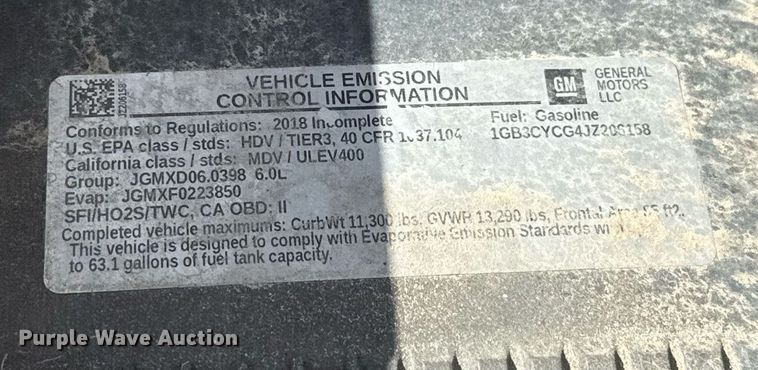 VEHICLE EMISSION
CONTROL INFORMATION
GM
GENERAL
MOTORS
LLC
Conforms to Regulations: 2018 Incomplete
Fuel: Gasoline
U.S. EPA class / stds: HDV / TIER3, 40 CFR 1037.104
1GB3CYCG4JZ206158
California class / stds: MDV / ULEV400
Group: JGMXD06.0398 6.0L
Evap: JGMXF0223850
SFI/HO2S/TWC, CA OBD: II
Completed vehicle maximums: CurbWt 11,300 lbs, GVWR 13,290 lbs, Frontal Area ft2.
This vehicle is designed to comply with Evaporative Emission Standards
to 63.1 gallons of fuel tank capacity.
Purple Wave Auction